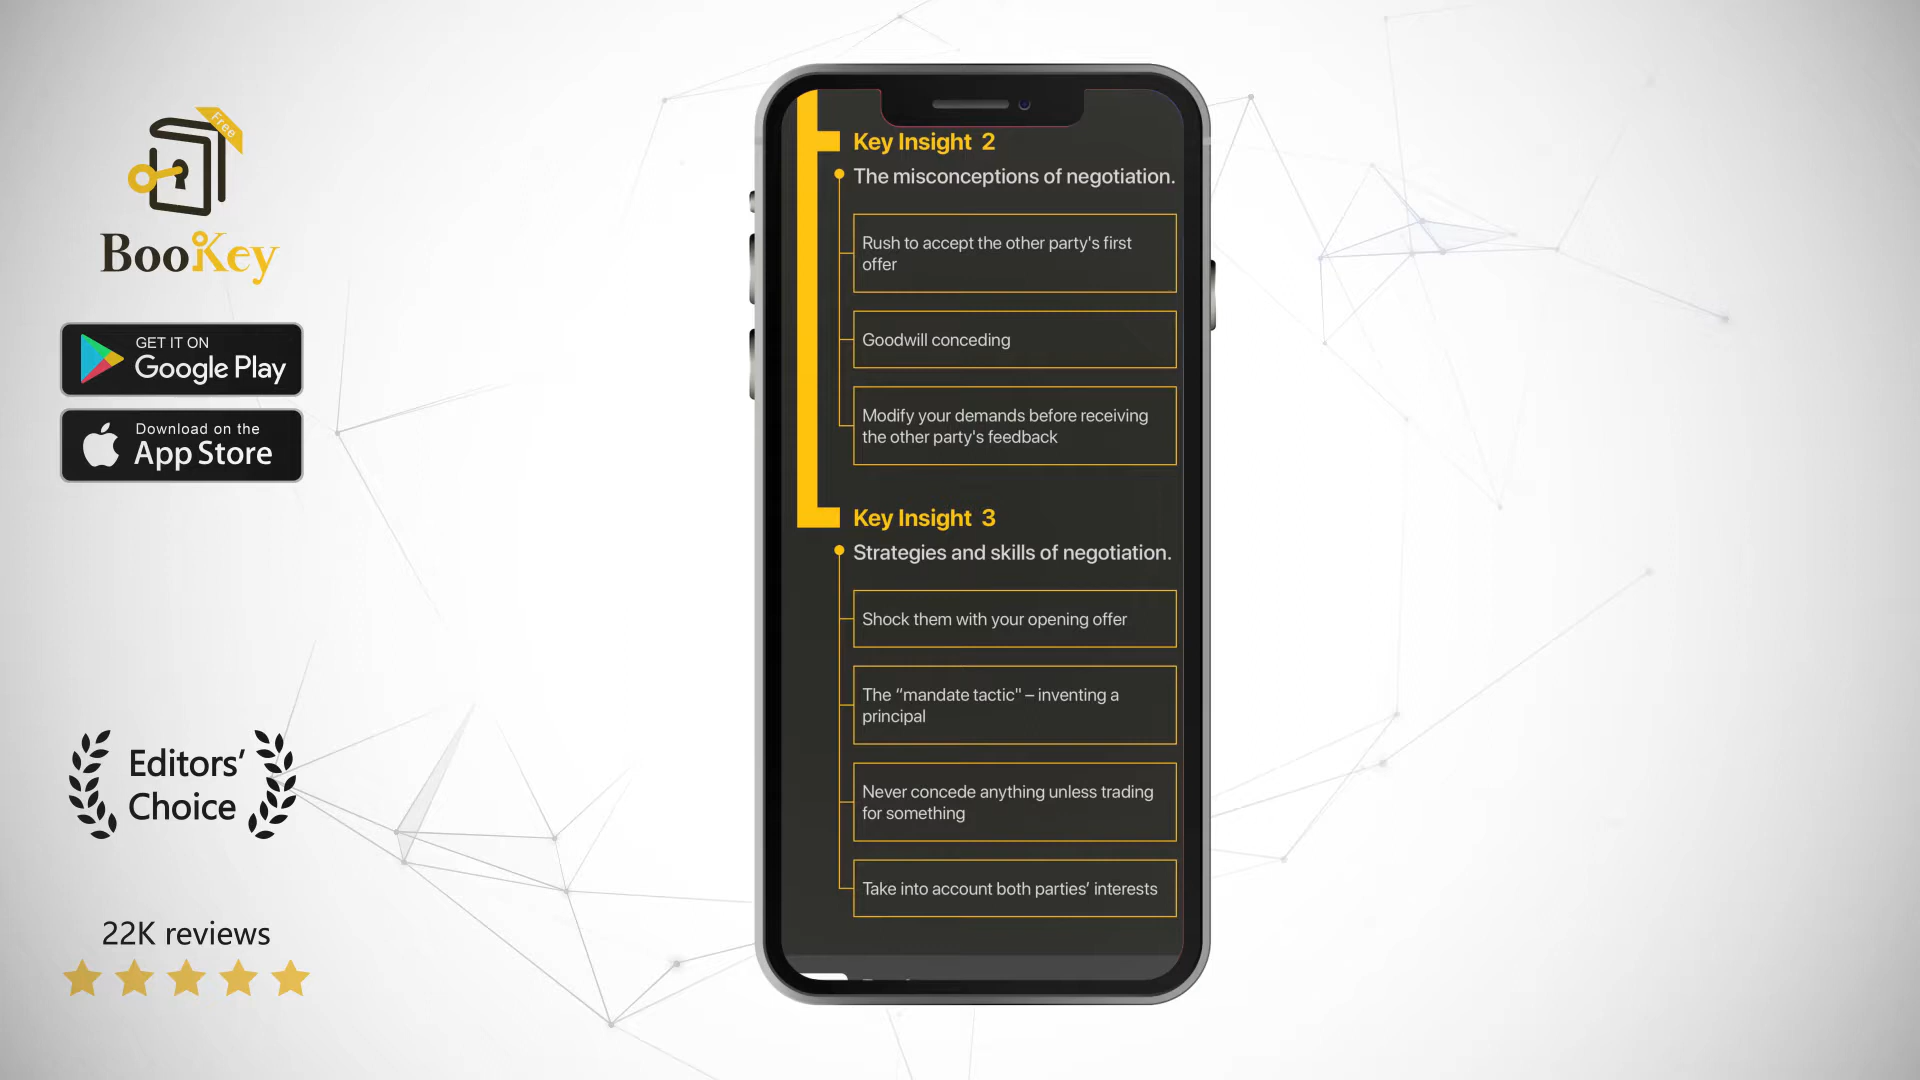 Free
BooKey
GET IT ON
Google Play
Download on the
App Store
Editors’
Choice
22K reviews
Key Insight 2
The misconceptions of negotiation.
Rush to accept the other party's first
offer
Goodwill conceding
Modify your demands before receiving
the other party's feedback
Key Insight 3
Strategies and skills of negotiation.
Shock them with your opening offer
The “mandate tactic" – inventing a
principal
Never concede anything unless trading
for something
Take into account both parties’ interests